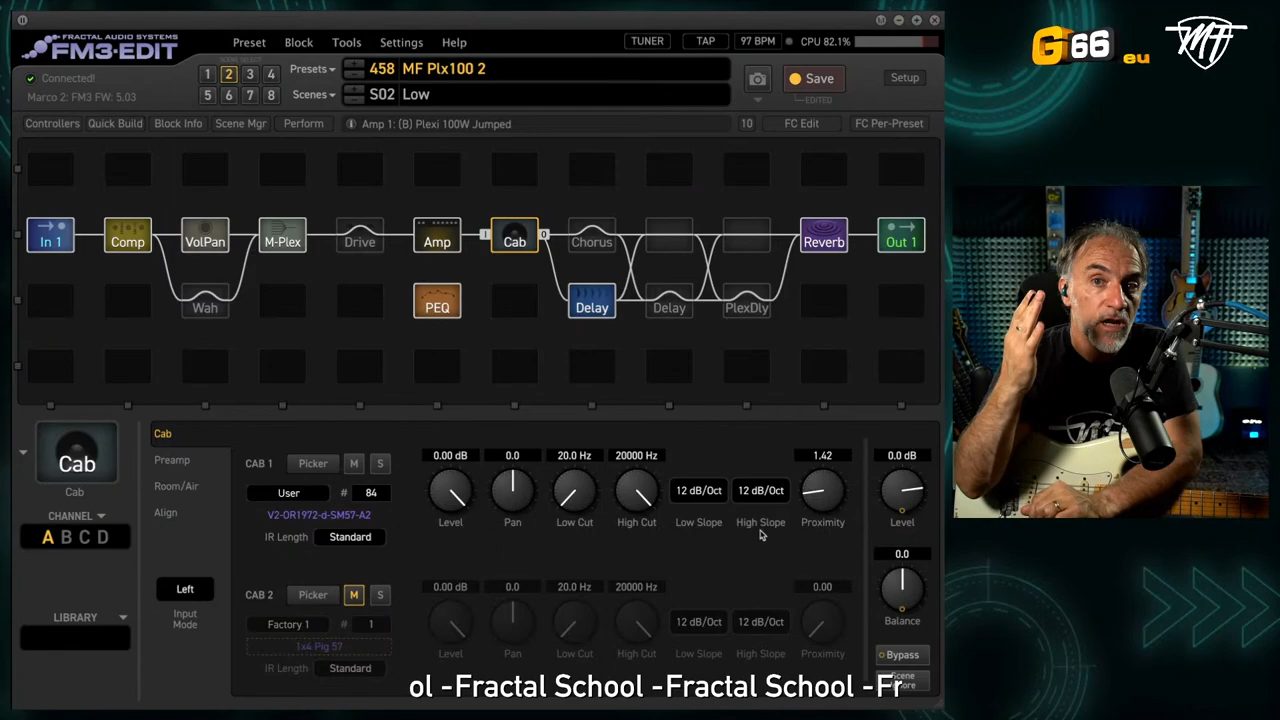 FRACTAL AUDIO SYSTEMS
FM3-EDIT
Preset Block Tools Settings Help
TUNER TAP 97 BPM CPU 82.1%
Connected!
Marco 2: FM3 FW: 5.03
SCENE SELECT
1 2 3 4
5 6 7 8
Presets 458 MF Plx100 2
Scenes S02 Low
Save
EDITED
Setup
Controllers Quick Build Block Info Scene Mgr Perform Amp 1: (B) Plexi 100W Jumped 10 FC Edit FC Per-Preset
In 1 Comp VolPan M-Plex Drive Amp Cab Chorus Reverb Out 1
Wah PEQ Delay Delay PlexDly
Cab
Cab
CHANNEL
A B C D
LIBRARY
Cab
Preamp
Room/Air
Align
Left
Input
Mode
CAB 1 Picker M S
User # 84
V2-OR1972-d-SM57-A2
IR Length Standard
0.00 dB 0.0 20.0 Hz 20000 Hz 12 dB/Oct 12 dB/Oct 1.42
Level Pan Low Cut High Cut Low Slope High Slope Proximity
CAB 2 Picker M S
Factory 1 # 1
1x4 Pig 57
IR Length Standard
0.00 dB 0.0 20.0 Hz 20000 Hz 12 dB/Oct 12 dB/Oct 0.00
Level Pan Low Cut High Cut Low Slope High Slope Proximity
0.0 dB
Level
0.0
Balance
Bypass
Scene
Ignore
G 66 eu
MF
ol -Fractal School -Fractal School -Fr